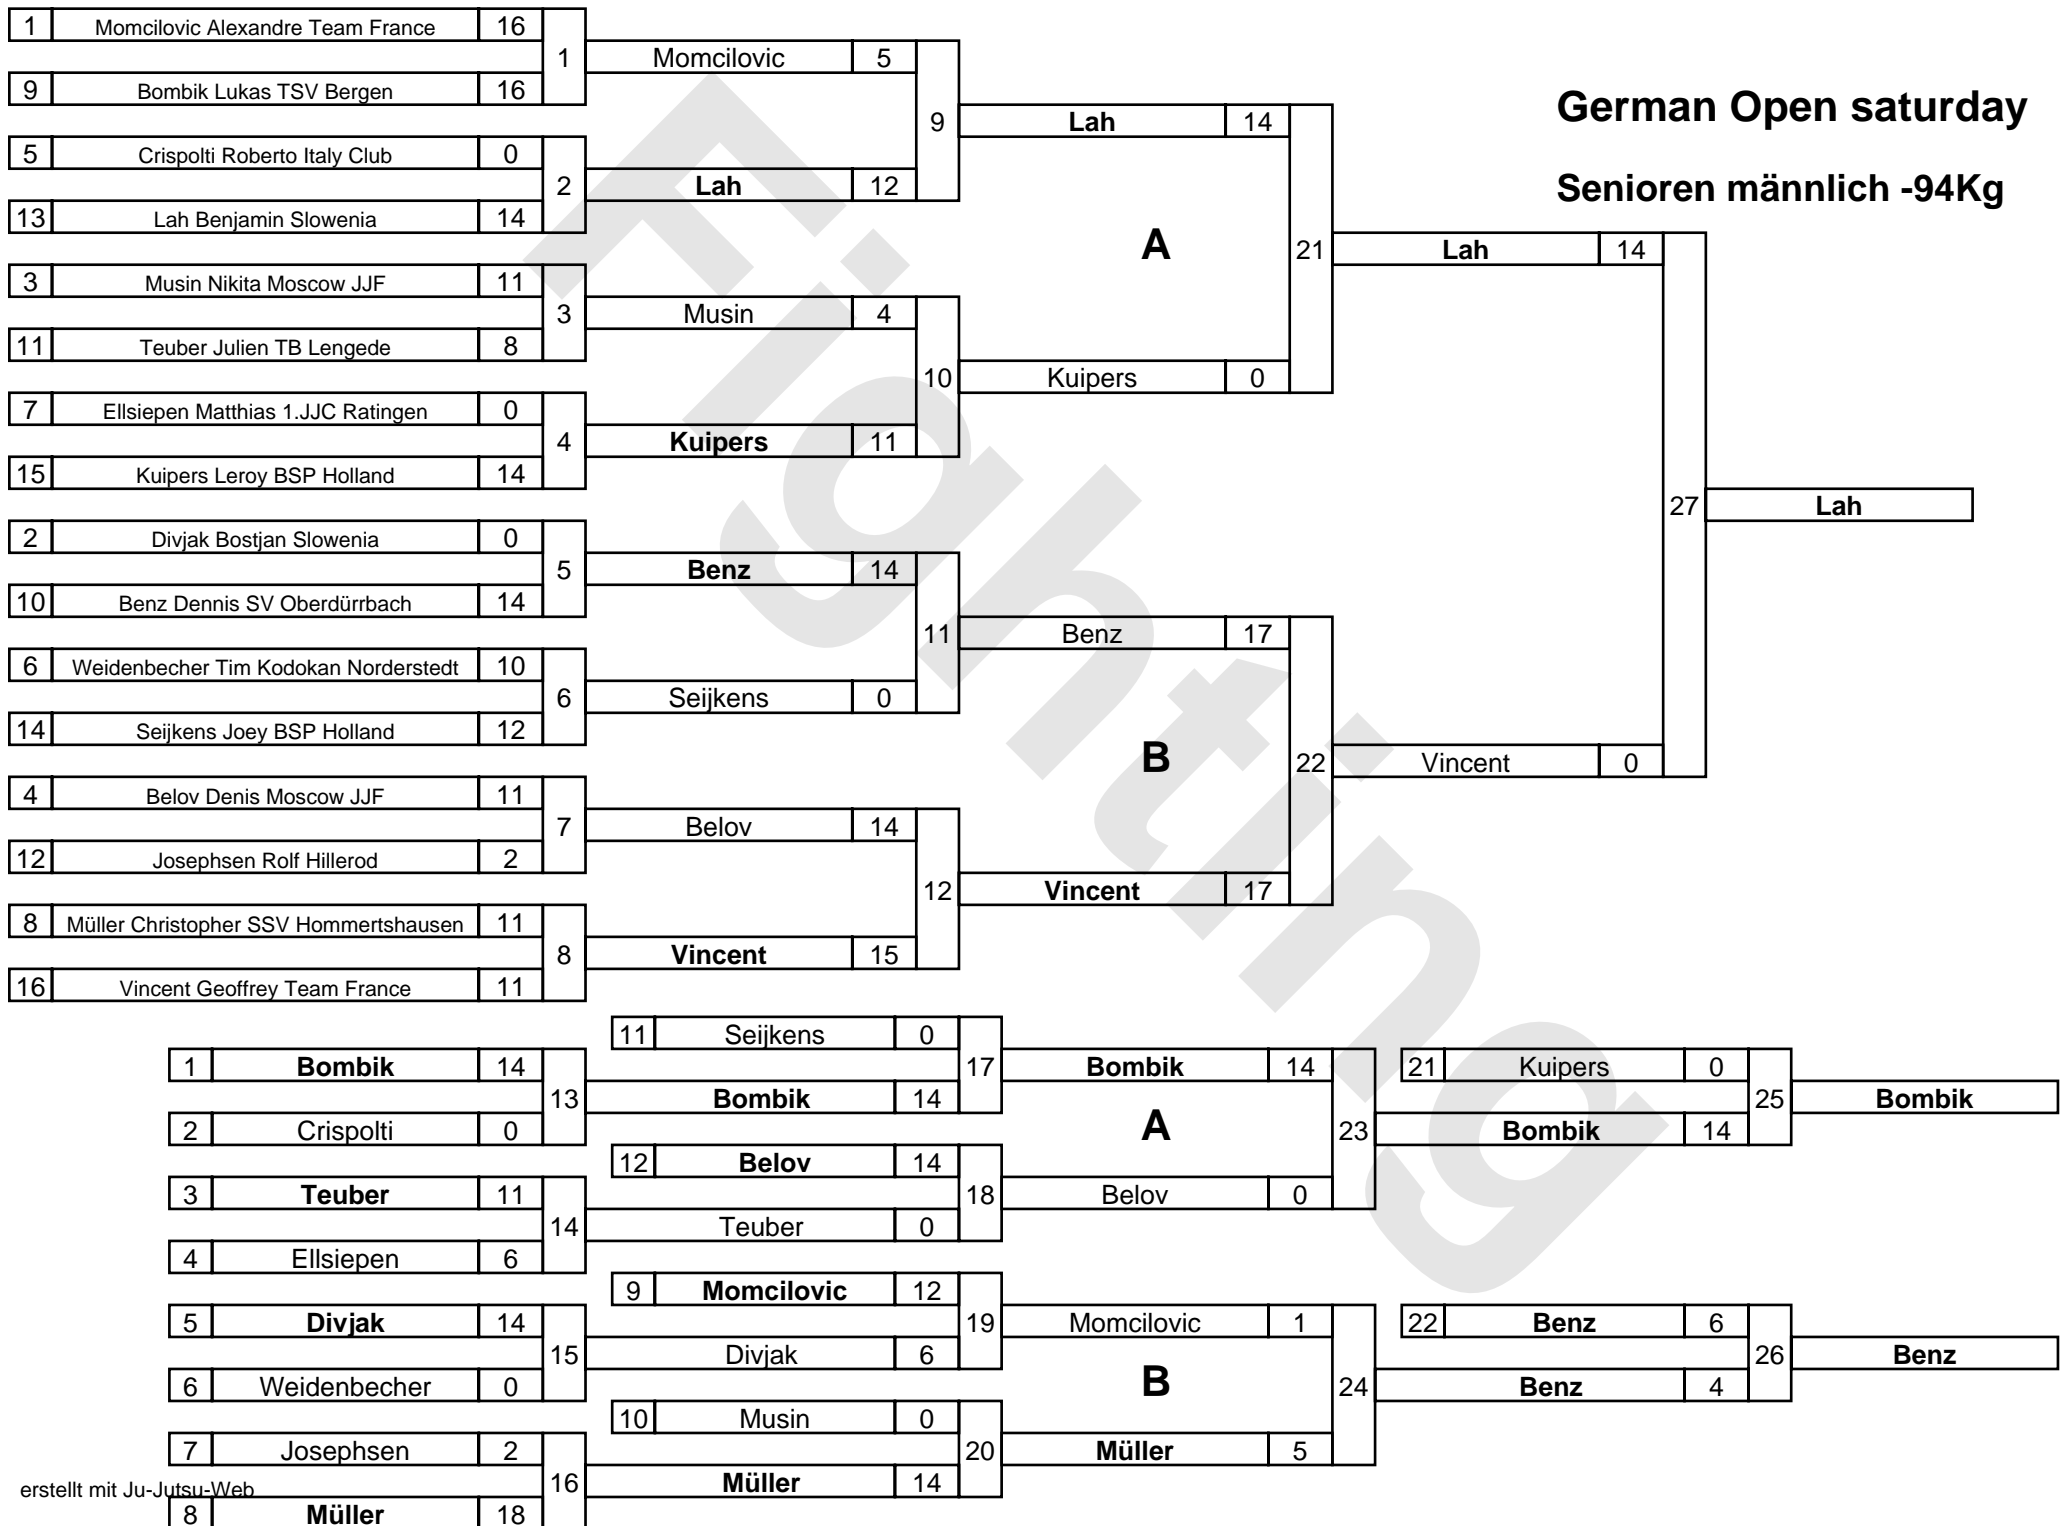 German Open saturday
Senioren männlich -94Kg
1 Momcilovic Alexandre Team France 16
9 Bombik Lukas TSV Bergen 16
1
5 Crispolti Roberto Italy Club 0
13 Lah Benjamin Slowenia 14
2
3 Musin Nikita Moscow JJF 11
11 Teuber Julien TB Lengede 8
3
7 Ellsiepen Matthias 1.JJC Ratingen 0
15 Kuipers Leroy BSP Holland 14
4
2 Divjak Bostjan Slowenia 0
10 Benz Dennis SV Oberdürrbach 14
5
6 Weidenbecher Tim Kodokan Norderstedt 10
14 Seijkens Joey BSP Holland 12
6
4 Belov Denis Moscow JJF 11
12 Josephsen Rolf Hillerod 2
7
8 Müller Christopher SSV Hommertshausen 11
16 Vincent Geoffrey Team France 11
8
Momcilovic 5
Lah 12
9
Musin 4
Kuipers 11
10
Benz 14
Seijkens 0
11
Belov 14
Vincent 15
12
Lah 14
A
Kuipers 0
21
Benz 17
B
Vincent 17
22
Lah 14
Vincent 0
27
Lah
1 Bombik 14
2 Crispolti 0
13
3 Teuber 11
4 Ellsiepen 6
14
5 Divjak 14
6 Weidenbecher 0
15
7 Josephsen 2
8 Müller 18
16
11 Seijkens 0
Bombik 14
17
12 Belov 14
Teuber 0
18
9 Momcilovic 12
Divjak 6
19
10 Musin 0
Müller 14
20
Bombik 14
A
Belov 0
23
Momcilovic 1
B
Müller 5
24
21 Kuipers 0
Bombik 14
25
Bombik
22 Benz 6
Benz 4
26
Benz
erstellt mit Ju-Jutsu-Web
Fighting